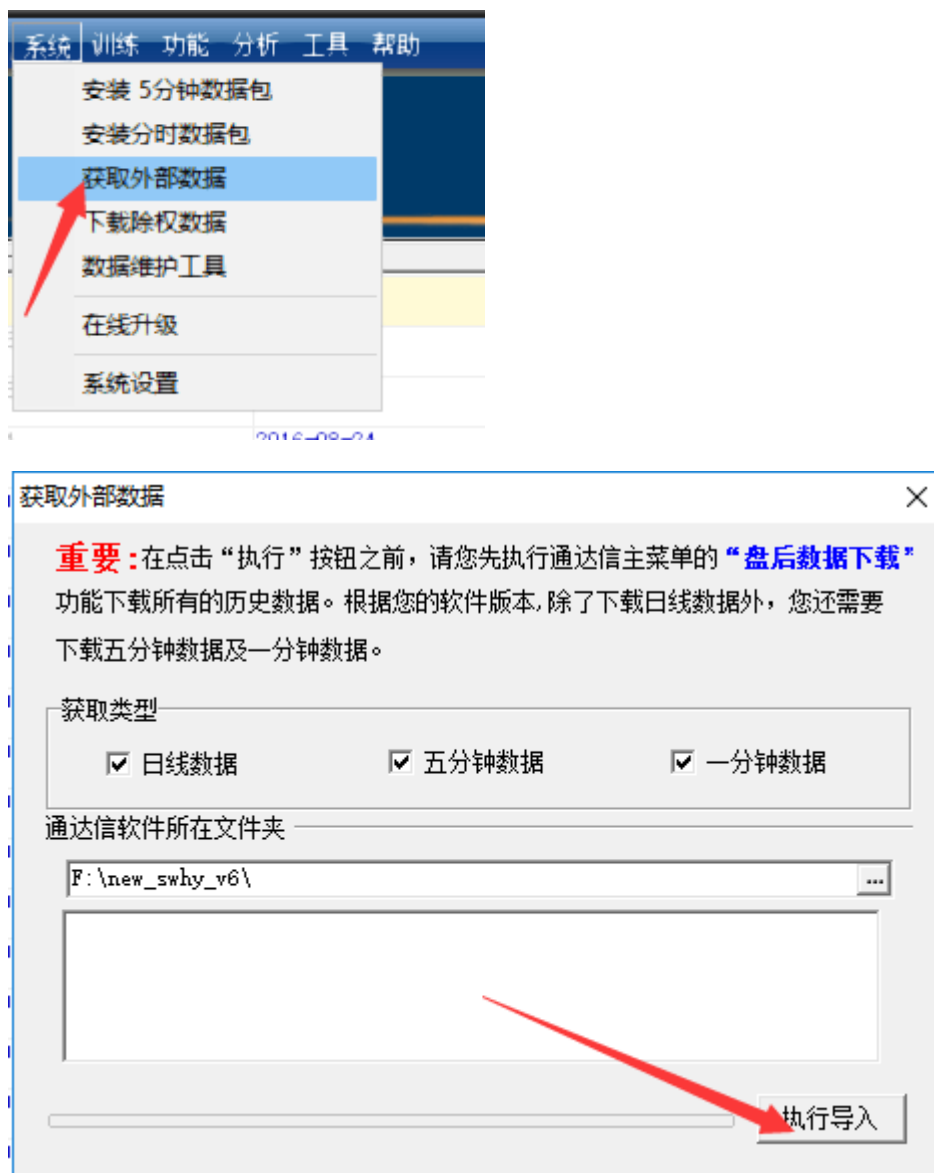 系统 训练 功能 分析 工具 帮助
安装 5分钟数据包
安装分时数据包
获取外部数据
下载除权数据
数据维护工具
在线升级
系统设置
2016-08-24
获取外部数据
重要:在点击“执行”按钮之前，请您先执行通达信主菜单的“盘后数据下载”
功能下载所有的历史数据。根据您的软件版本,除了下载日线数据外，您还需要
下载五分钟数据及一分钟数据。
获取类型
日线数据 五分钟数据 一分钟数据
通达信软件所在文件夹
F:\new_swhy_v6\
...
执行导入